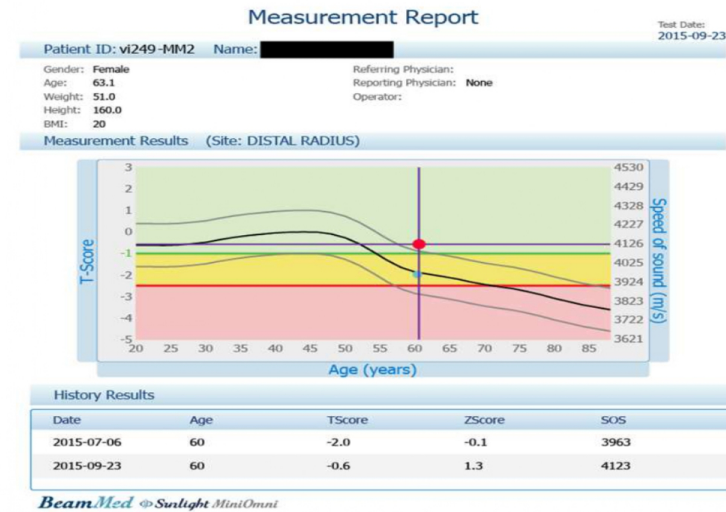 Measurement Report
Test Date:
2015-09-23
Patient ID: vi249-MM2 Name:
Gender: Female
Age: 63.1
Weight: 51.0
Height: 160.0
BMI: 20
Referring Physician:
Reporting Physician: None
Operator:
Measurement Results (Site: DISTAL RADIUS)
T-Score
3
2
1
0
-1
-2
-3
-4
-5
20 25 30 35 40 45 50 55 60 65 70 75 80 85
Age (years)
4530
4429
4328
4227
4126
4025
3924
3823
3722
3621
Speed of sound (m/s)
History Results
Date Age TScore ZScore SOS
2015-07-06 60 -2.0 -0.1 3963
2015-09-23 60 -0.6 1.3 4123
BeamMed Sunlight MiniOmni